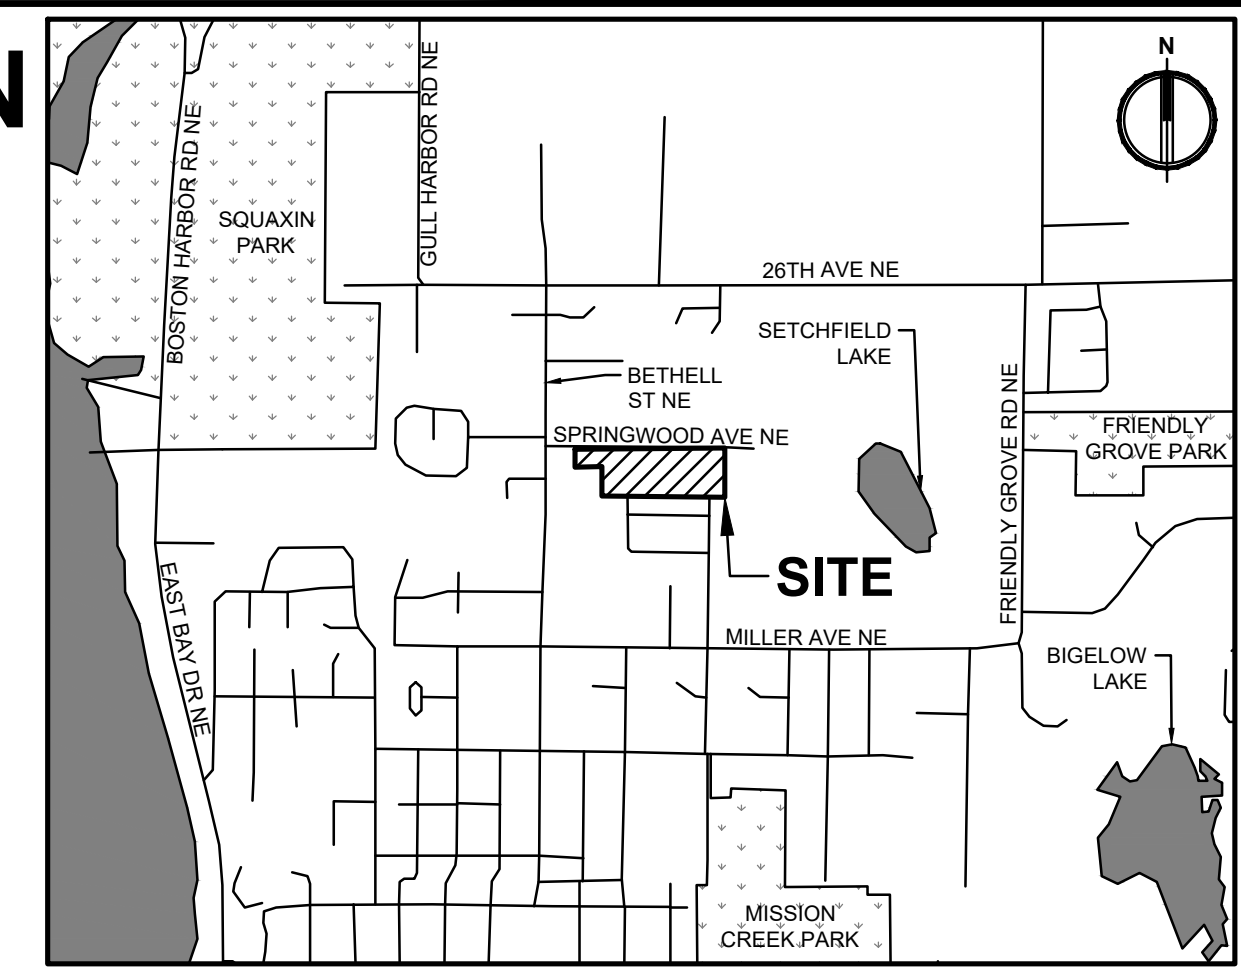 N
N
BOSTON HARBOR RD NE
GULL HARBOR RD NE
SQUAXIN
PARK
26TH AVE NE
SETCHFIELD
LAKE
BETHELL
ST NE
SPRINGWOOD AVE NE
FRIENDLY GROVE RD NE
FRIENDLY
GROVE PARK
SITE
EAST BAY DR NE
MILLER AVE NE
BIGELOW
LAKE
MISSION
CREEK PARK